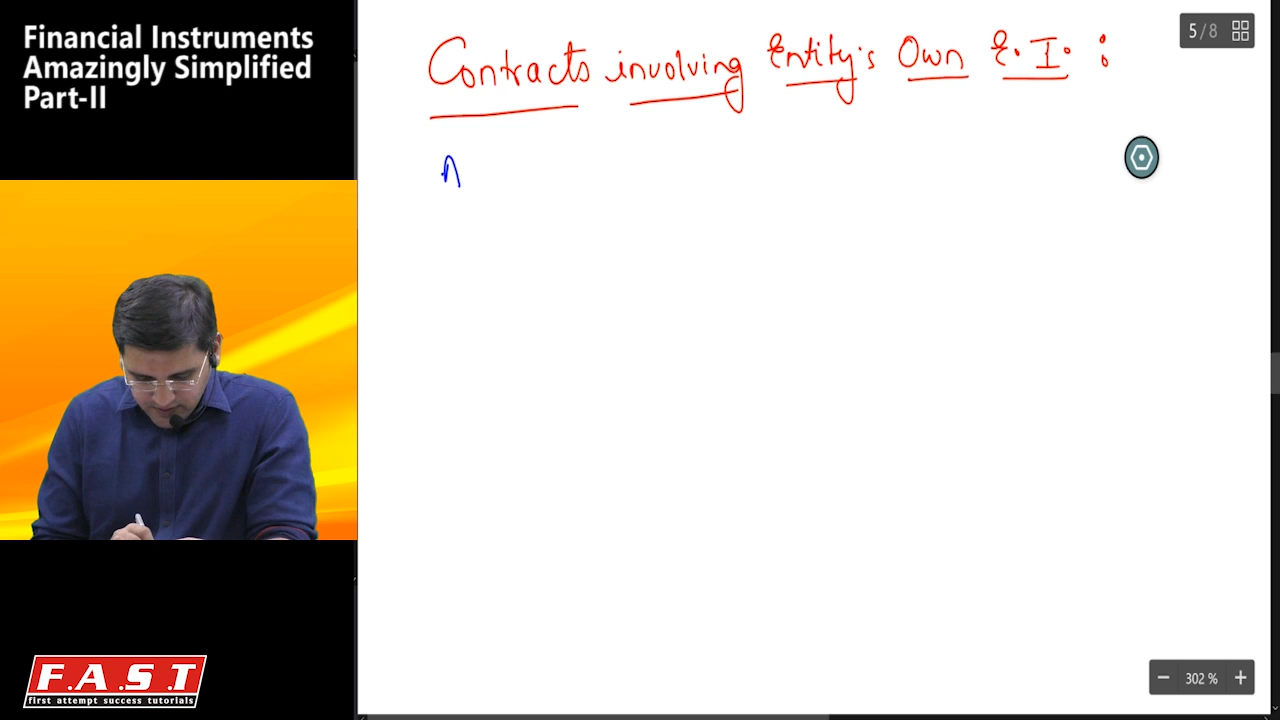 Financial Instruments
Amazingly Simplified
Part-II
Contracts involving Entity's Own E.I. :
5 / 8
F.A.S.T
first attempt success tutorials
302 %